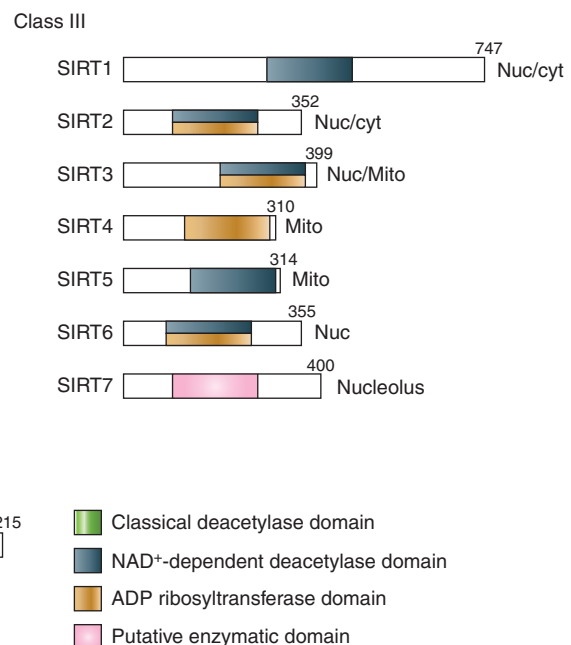 Class III
747
SIRT1 Nuc/cyt
352
SIRT2 Nuc/cyt
399
SIRT3 Nuc/Mito
310
SIRT4 Mito
314
SIRT5 Mito
355
SIRT6 Nuc
400
SIRT7 Nucleolus
215
Classical deacetylase domain
NAD⁺-dependent deacetylase domain
ADP ribosyltransferase domain
Putative enzymatic domain